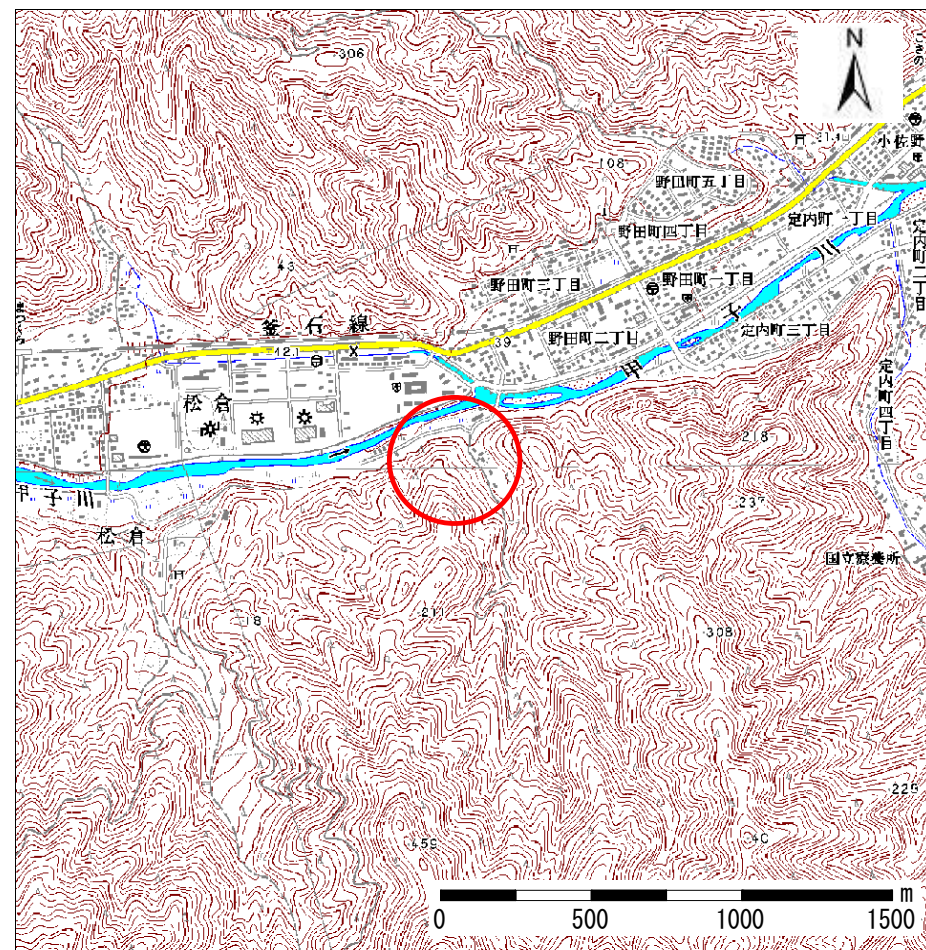 306
N
小佐野
108
野田町五丁目
野田町四丁目
定内町一丁目
定内町二丁目
43
野田町三丁目
野田町一丁目
川
釜石線
39
野田町二丁目
子
定内町三丁目
42.1
甲
定内町四丁目
松倉
218
甲子川
237
松倉
国立療養所
211
18
308
225
459
40
m
0 500 1000 1500